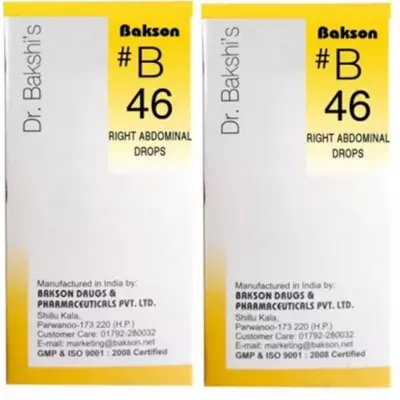 Dr. Bakshi's
Bakson
#B
46
RIGHT ABDOMINAL
DROPS
Manufactured in India by:
BAKSON DRUGS &
PHARMACEUTICALS PVT. LTD.
Shillu Kala,
Parwanoo-173 220 (H.P.)
Customer Care: 01792-280032
E-mail: marketing@bakson.net
GMP & ISO 9001 : 2008 Certified
Dr. Bakshi's
Bakson
#B
46
RIGHT ABDOMINAL
DROPS
Manufactured in India by:
BAKSON DRUGS &
PHARMACEUTICALS PVT. LTD.
Shillu Kala,
Parwanoo-173 220 (H.P.)
Customer Care: 01792-280032
E-mail: marketing@bakson.net
GMP & ISO 9001 : 2008 Certified